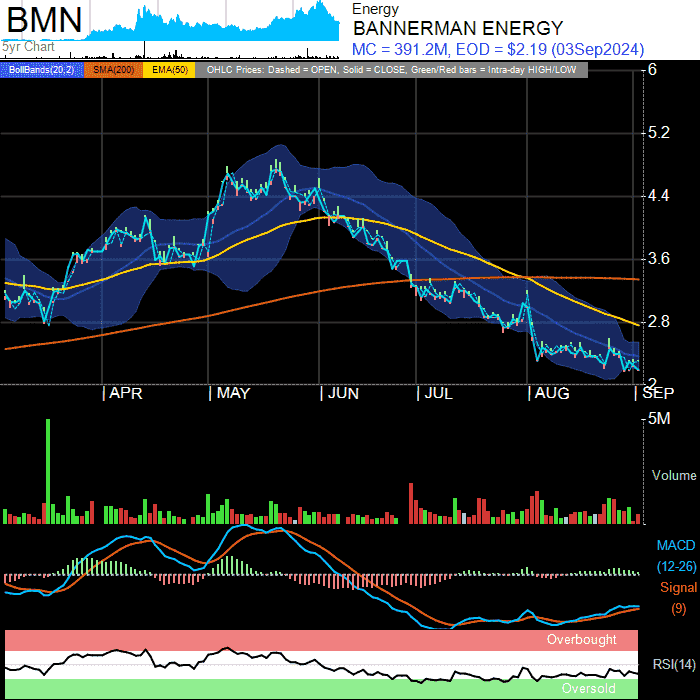 BMN
5yr Chart
Energy
BANNERMAN ENERGY
MC = 391.2M, EOD = $2.19 (03Sep2024)
BollBands(20,2) SMA(200) EMA(50) OHLC Prices: Dashed = OPEN, Solid = CLOSE, Green/Red bars = Intra-day HIGH/LOW
6
5.2
4.4
3.6
2.8
2
APR MAY JUN JUL AUG SEP
5M
Volume
MACD
(12-26)
Signal
(9)
Overbought
RSI(14)
Oversold